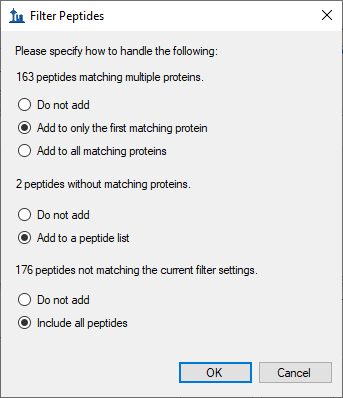 Filter Peptides
Please specify how to handle the following:
163 peptides matching multiple proteins.
Do not add
Add to only the first matching protein
Add to all matching proteins
2 peptides without matching proteins.
Do not add
Add to a peptide list
176 peptides not matching the current filter settings.
Do not add
Include all peptides
OK
Cancel